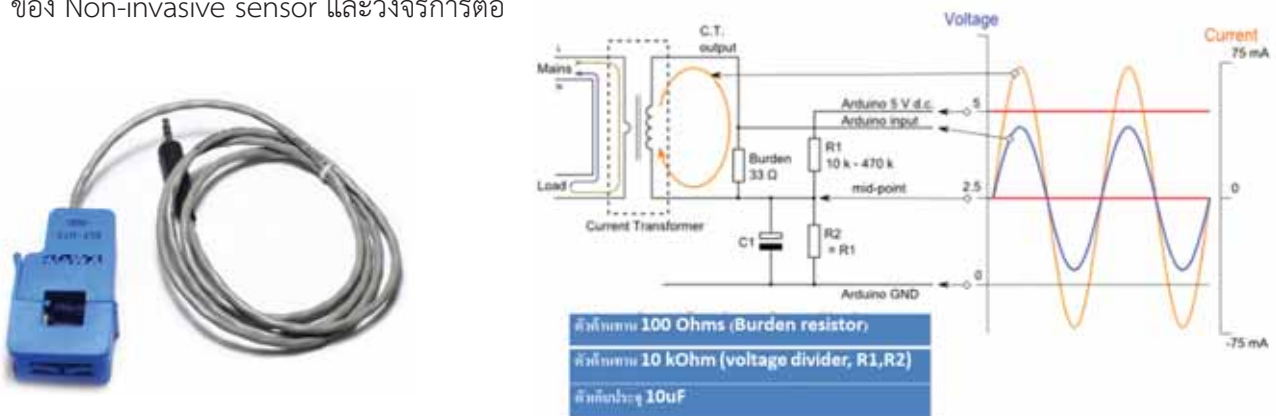 ของ Non-invasive sensor และวงจรการต่อ
Voltage
Current
C.T.
output
75 mA
L
Mains
N
Arduino 5 V d.c.
5
Arduino input
Burden
33 Ω
R1
10 k - 470 k
Load
mid-point
2.5
0
Current Transformer
C1
R2
= R1
0
Arduino GND
-75 mA
ตัวต้านทาน 100 Ohms (Burden resistor)
ตัวต้านทาน 10 kOhm (voltage divider, R1,R2)
ตัวเก็บประจุ 10uF